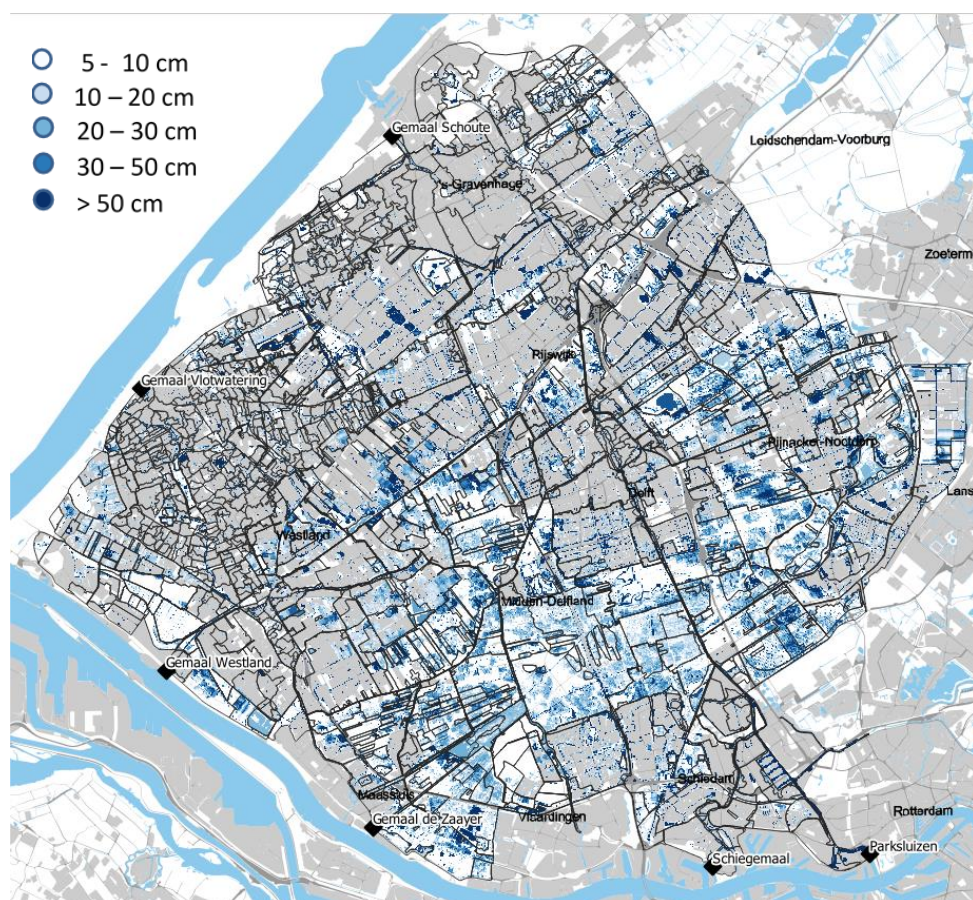 5 - 10 cm
10 – 20 cm
20 – 30 cm
30 – 50 cm
> 50 cm
Gemaal Schoute
Leidschendam-Voorburg
's-Gravenhage
Zoeterm
Rijswijk
Gemaal Vlotwatering
Pijnacker-Nootdorp
Delft
Lans
Westland
Midden-Delfland
Gemaal Westland
Schiedam
Maassluis
Rotterdam
Gemaal de Zaayer
Vlaardingen
Parksluizen
Schiegemaal